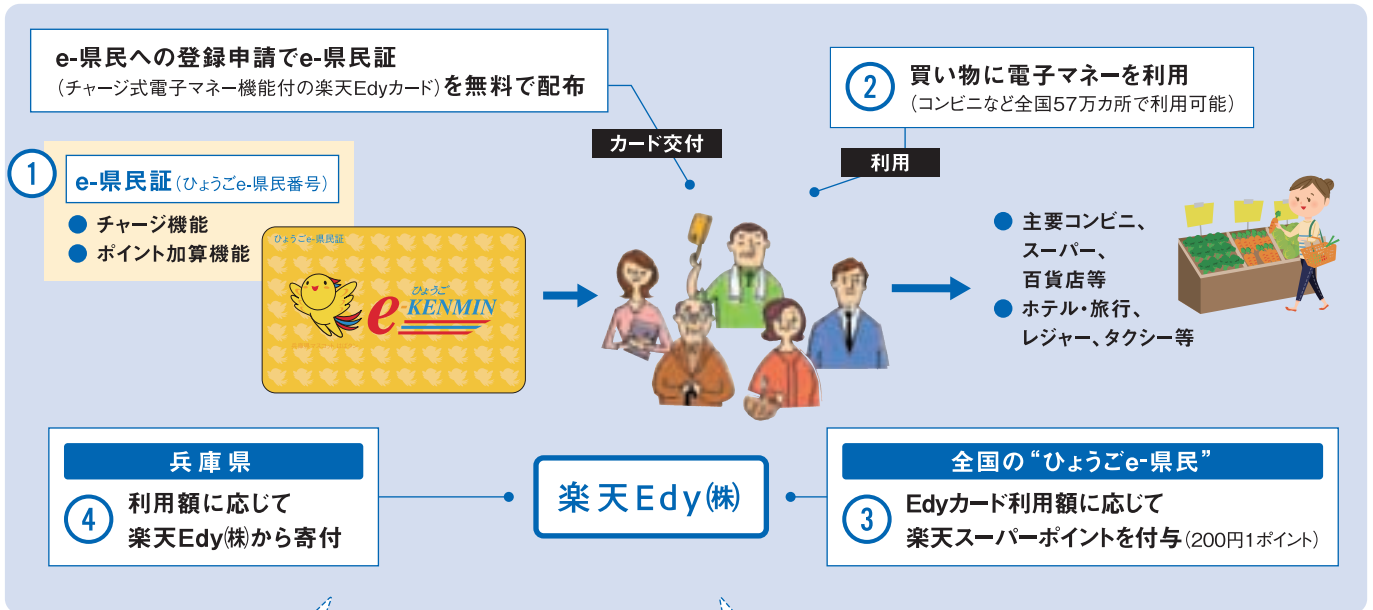 e-県民への登録申請でe-県民証
（チャージ式電子マネー機能付の楽天Edyカード）を無料で配布
カード交付
② 買い物に電子マネーを利用
（コンビニなど全国57万カ所で利用可能）
利用
① e-県民証（ひょうごe-県民番号）
● チャージ機能
● ポイント加算機能
ひょうごe-県民証
ひょうご
e-KENMIN
● 主要コンビニ、
スーパー、
百貨店等
● ホテル・旅行、
レジャー、タクシー等
兵庫県
④ 利用額に応じて
楽天Edy㈱から寄付
楽天Edy㈱
全国の“ひょうごe-県民”
③ Edyカード利用額に応じて
楽天スーパーポイントを付与（200円1ポイント）